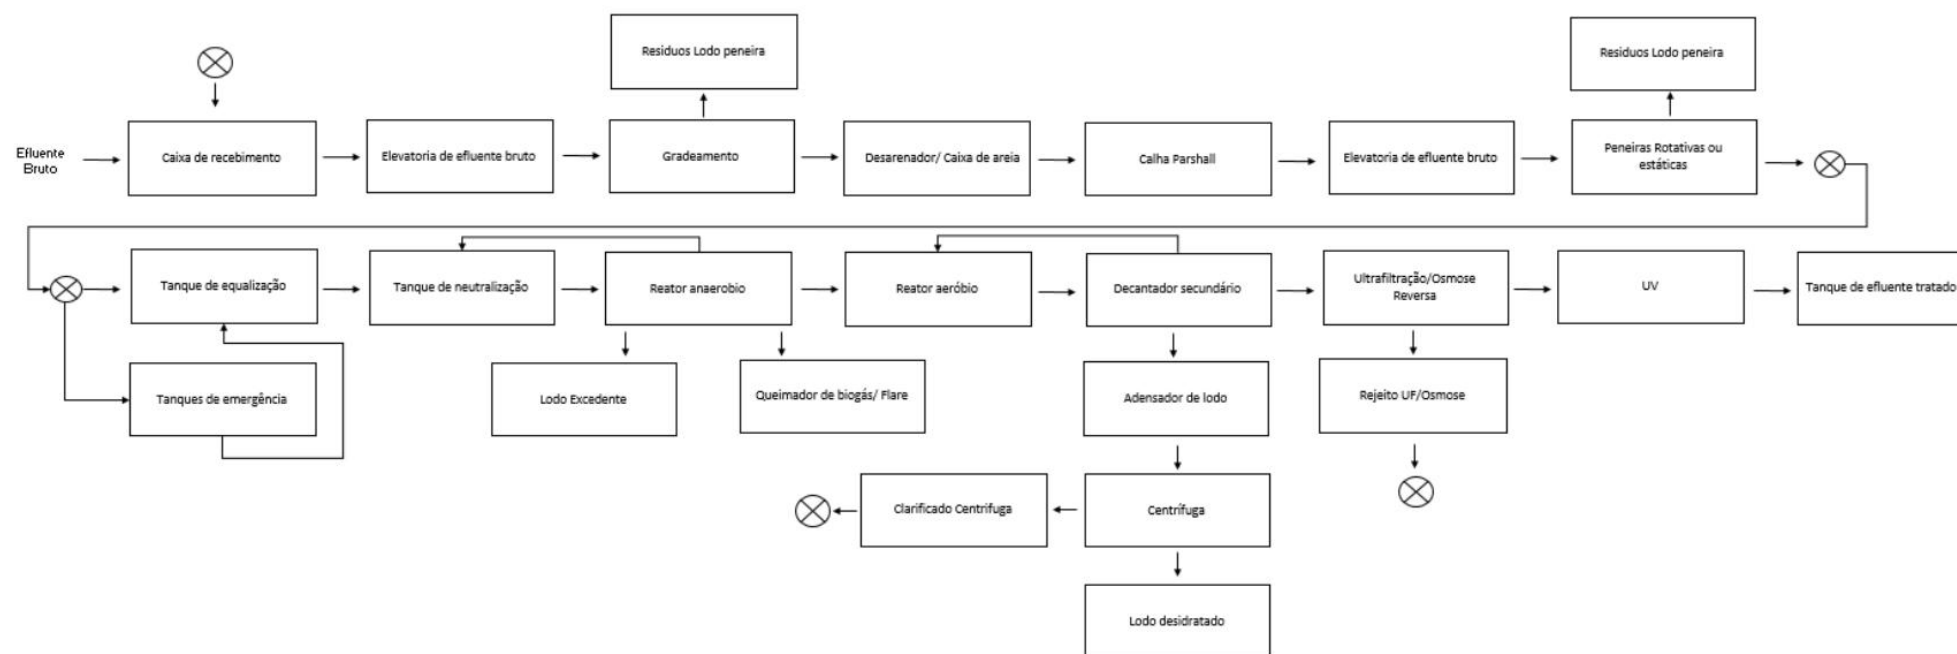 Residuos Lodo peneira
Residuos Lodo peneira
Efluente
Bruto
Caixa de recebimento
Elevatoria de efluente bruto
Gradeamento
Desarenador/ Caixa de areia
Calha Parshall
Elevatoria de efluente bruto
Peneiras Rotativas ou
estáticas
Tanque de equalização
Tanque de neutralização
Reator anaerobio
Reator aeróbio
Decantador secundário
Ultrafiltração/Osmose
Reversa
UV
Tanque de efluente tratado
Tanques de emergência
Lodo Excedente
Queimador de biogás/ Flare
Adensador de lodo
Rejeito UF/Osmose
Clarificado Centrifuga
Centrífuga
Lodo desidratado